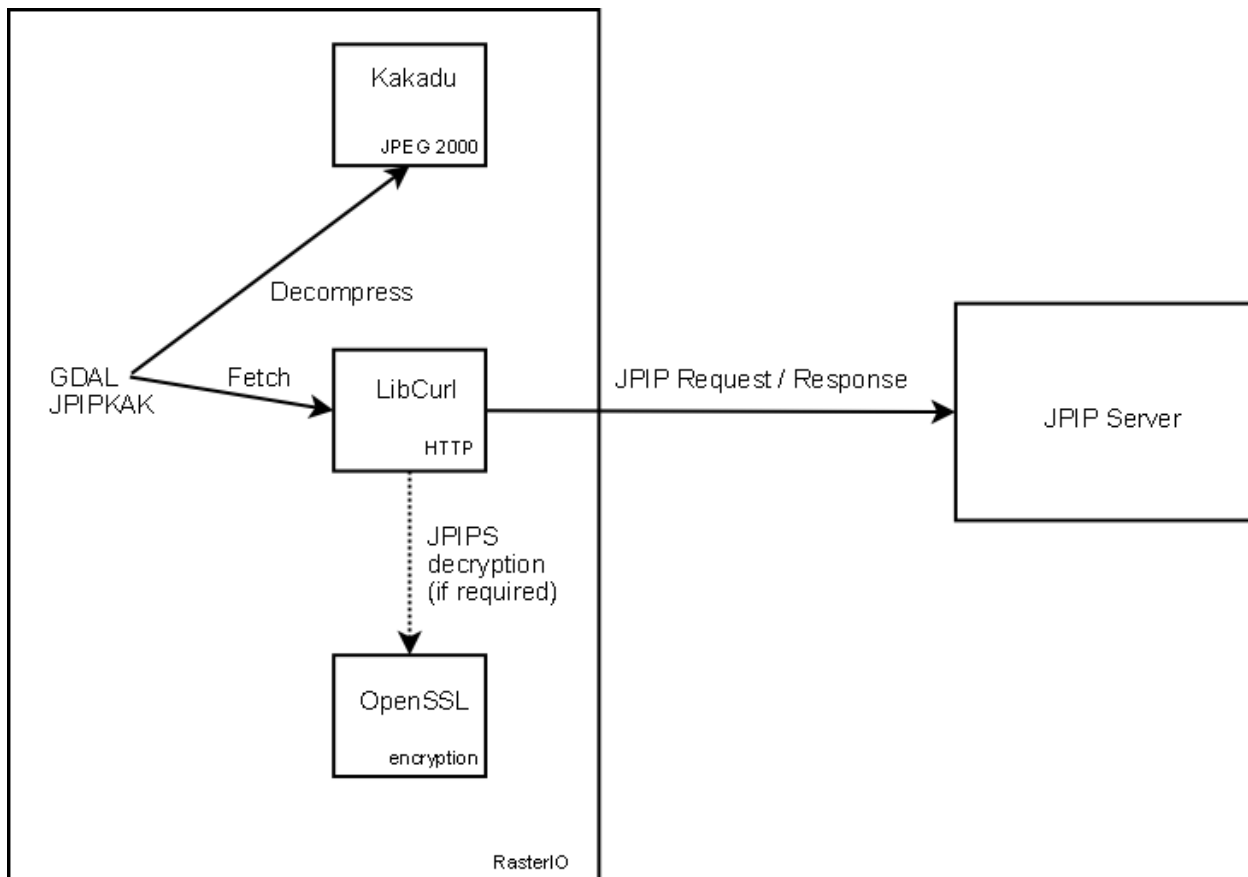 Kakadu
JPEG 2000
Decompress
GDAL
JPIPKAK
Fetch
LibCurl
HTTP
JPIP Request / Response
JPIP Server
JPIPS
decryption
(if required)
OpenSSL
encryption
RasterIO